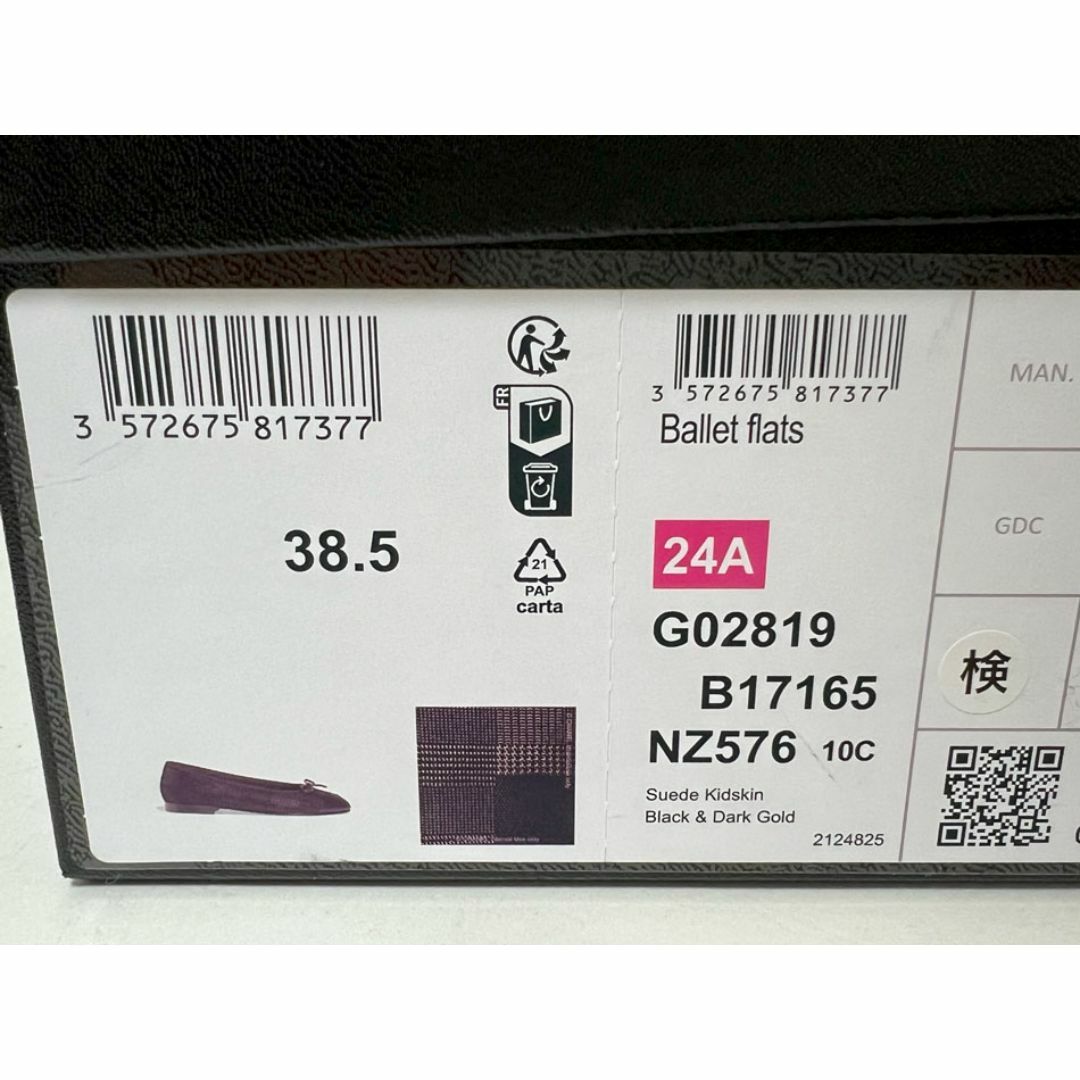 3 572675 817377
FR
38.5
21
PAP
carta
3 572675 817377
Ballet flats
24A
G02819
B17165
NZ576 10C
Suede Kidskin
Black & Dark Gold
2124825
MAN.
GDC
検